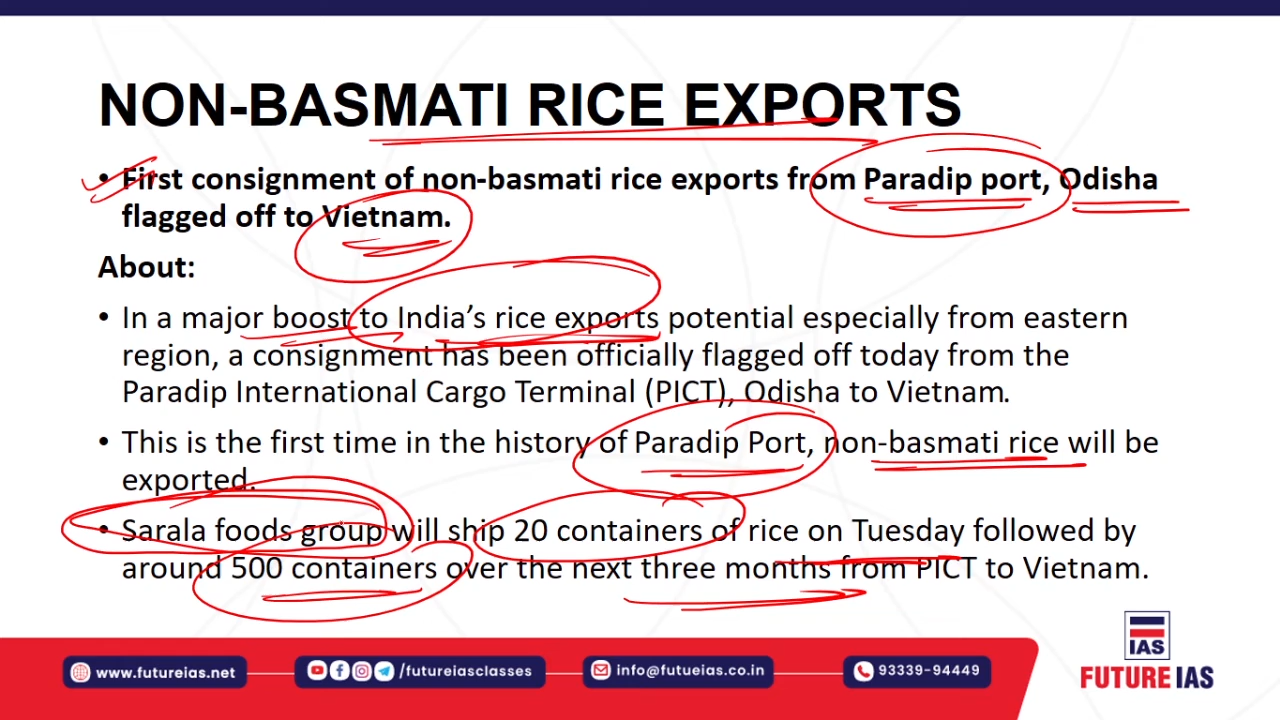 NON-BASMATI RICE EXPORTS
• First consignment of non-basmati rice exports from Paradip port, Odisha
flagged off to Vietnam.
About:
• In a major boost to India's rice exports potential especially from eastern
region, a consignment has been officially flagged off today from the
Paradip International Cargo Terminal (PICT), Odisha to Vietnam.
• This is the first time in the history of Paradip Port, non-basmati rice will be
exported.
• Sarala foods group will ship 20 containers of rice on Tuesday followed by
around 500 containers over the next three months from PICT to Vietnam.
IAS
www.futureias.net
/futureiasclasses
info@futueias.co.in
93339-94449
FUTURE IAS